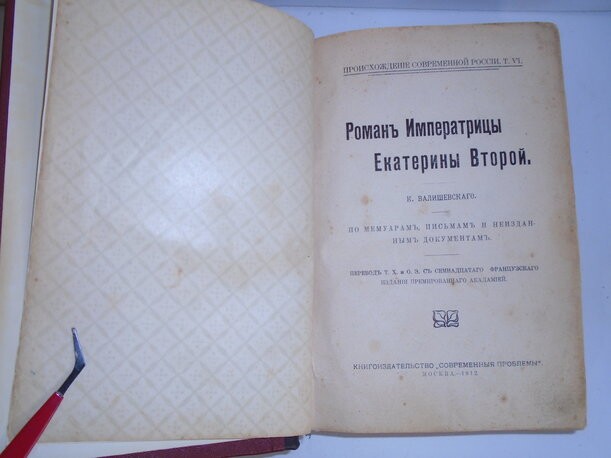 ПРОИСХОЖДЕНІЕ СОВРЕМЕННОЙ РОССІИ. Т. VI.
Романъ Императрицы
Екатерины Второй.
К. ВАЛИШЕВСКАГО.
ПО МЕМУАРАМЪ, ПИСЬМАМЪ И НЕИЗДАН-
НЫМЪ ДОКУМЕНТАМЪ.
ПЕРЕВОДЪ Т. Х. и О. Э. СЪ СЕМНАДЦАТАГО ФРАНЦУЗСКАГО
ИЗДАНІЯ ПРЕМИРОВАННАГО АКАДЕМІЕЙ.
КНИГОИЗДАТЕЛЬСТВО „СОВРЕМЕННЫЯ ПРОБЛЕМЫ"
МОСКВА.—1912.